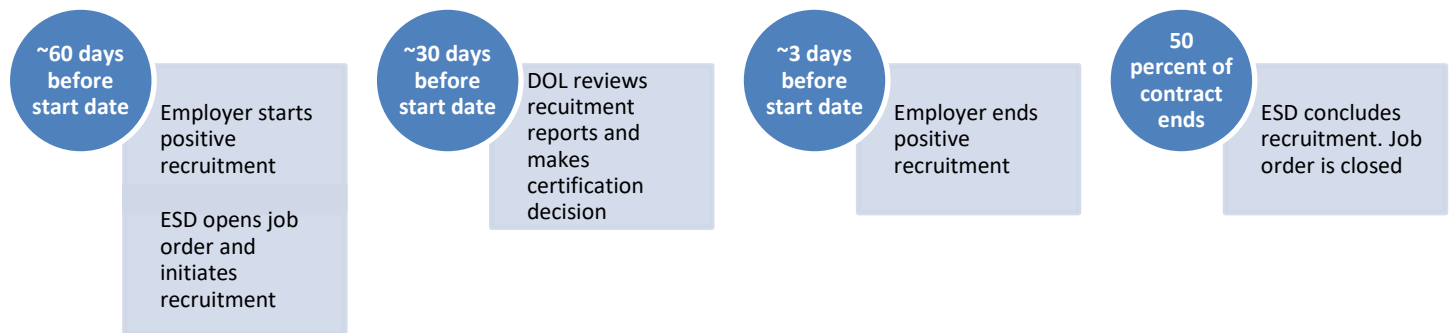 ~60 days
before
start date
Employer starts
positive
recruitment
ESD opens job
order and
initiates
recruitment
~30 days
before
start date
DOL reviews
recuitment
reports and
makes
certification
decision
~3 days
before
start date
Employer ends
positive
recruitment
50
percent of
contract
ends
ESD concludes
recruitment. Job
order is closed